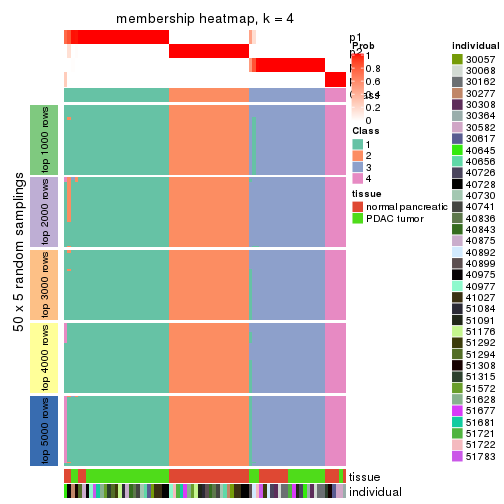 membership heatmap, k = 4
50 x 5 random samplings
top 1000 rows
top 2000 rows
top 3000 rows
top 4000 rows
top 5000 rows
p1
tissue
individual
Prob
1
0.8
0.6
0.4
0.2
0
Class
1
2
3
4
tissue
normal pancreatic
PDAC tumor
individual
30057
30068
30162
30277
30308
30364
30582
30617
40645
40656
40726
40728
40730
40741
40836
40843
40875
40892
40899
40975
40977
41027
51084
51091
51176
51292
51294
51308
51315
51572
51628
51677
51681
51721
51722
51783